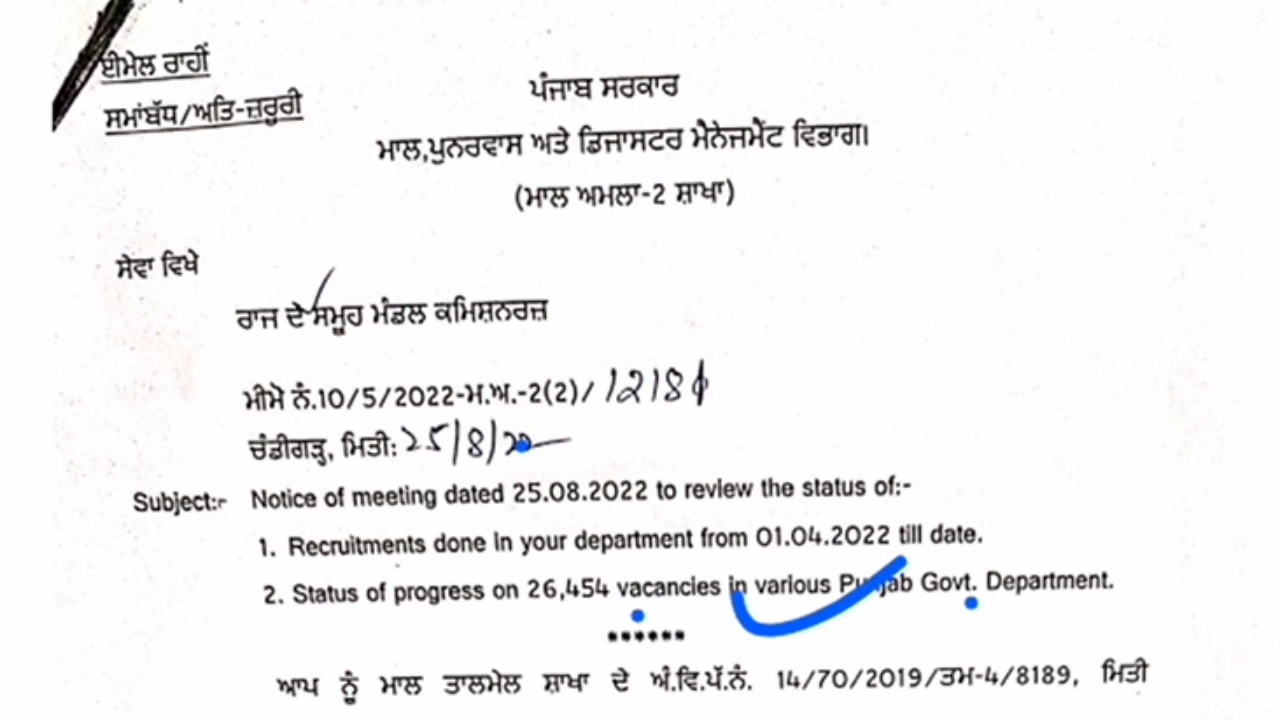 ਈਮੇਲ ਰਾਹੀਂ
ਸਮਾਂਬੱਧ/ਅਤਿ-ਜ਼ਰੂਰੀ
ਪੰਜਾਬ ਸਰਕਾਰ
ਮਾਲ,ਪੁਨਰਵਾਸ ਅਤੇ ਡਿਜਾਸਟਰ ਮੈਨੇਜਮੈਂਟ ਵਿਭਾਗ।
(ਮਾਲ ਅਮਲਾ-2 ਸ਼ਾਖਾ)
ਸੇਵਾ ਵਿਖੇ
ਰਾਜ ਦੇ ਸਮੂਹ ਮੰਡਲ ਕਮਿਸ਼ਨਰਜ਼
ਮੀਮੋ ਨੰ.10/5/2022-ਮ.ਅ.-2(2)/
ਚੰਡੀਗੜ੍ਹ, ਮਿਤੀ: 25/8/
Subject:- Notice of meeting dated 25.08.2022 to review the status of:-
1. Recruitments done in your department from 01.04.2022 till date.
2. Status of progress on 26,454 vacancies in various Punjab Govt. Department.
••••••
ਆਪ ਨੂੰ ਮਾਲ ਤਾਲਮੇਲ ਸ਼ਾਖਾ ਦੇ ਅੰ.ਵਿ.ਪੱ.ਨੰ. 14/70/2019/ਤਮ-4/8189, ਮਿਤੀ